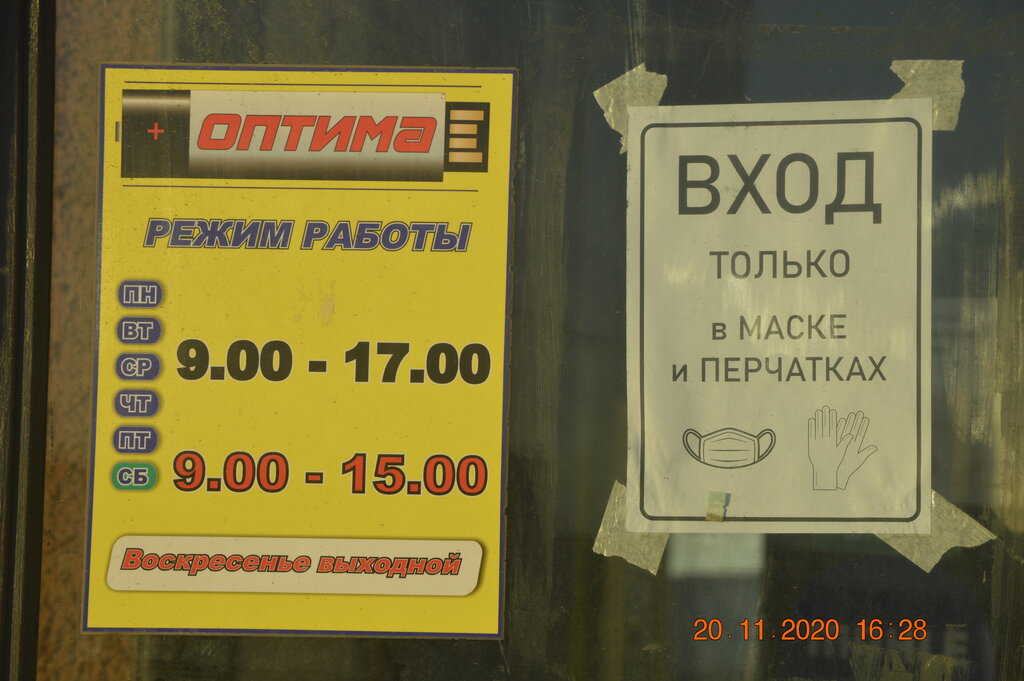 + ОПТИМА
РЕЖИМ РАБОТЫ
ПН
ВТ
СР
ЧТ
ПТ
9.00 - 17.00
СБ
9.00 - 15.00
Воскресенье выходной
ВХОД
ТОЛЬКО
в МАСКЕ
и ПЕРЧАТКАХ
20.11.2020 16:28